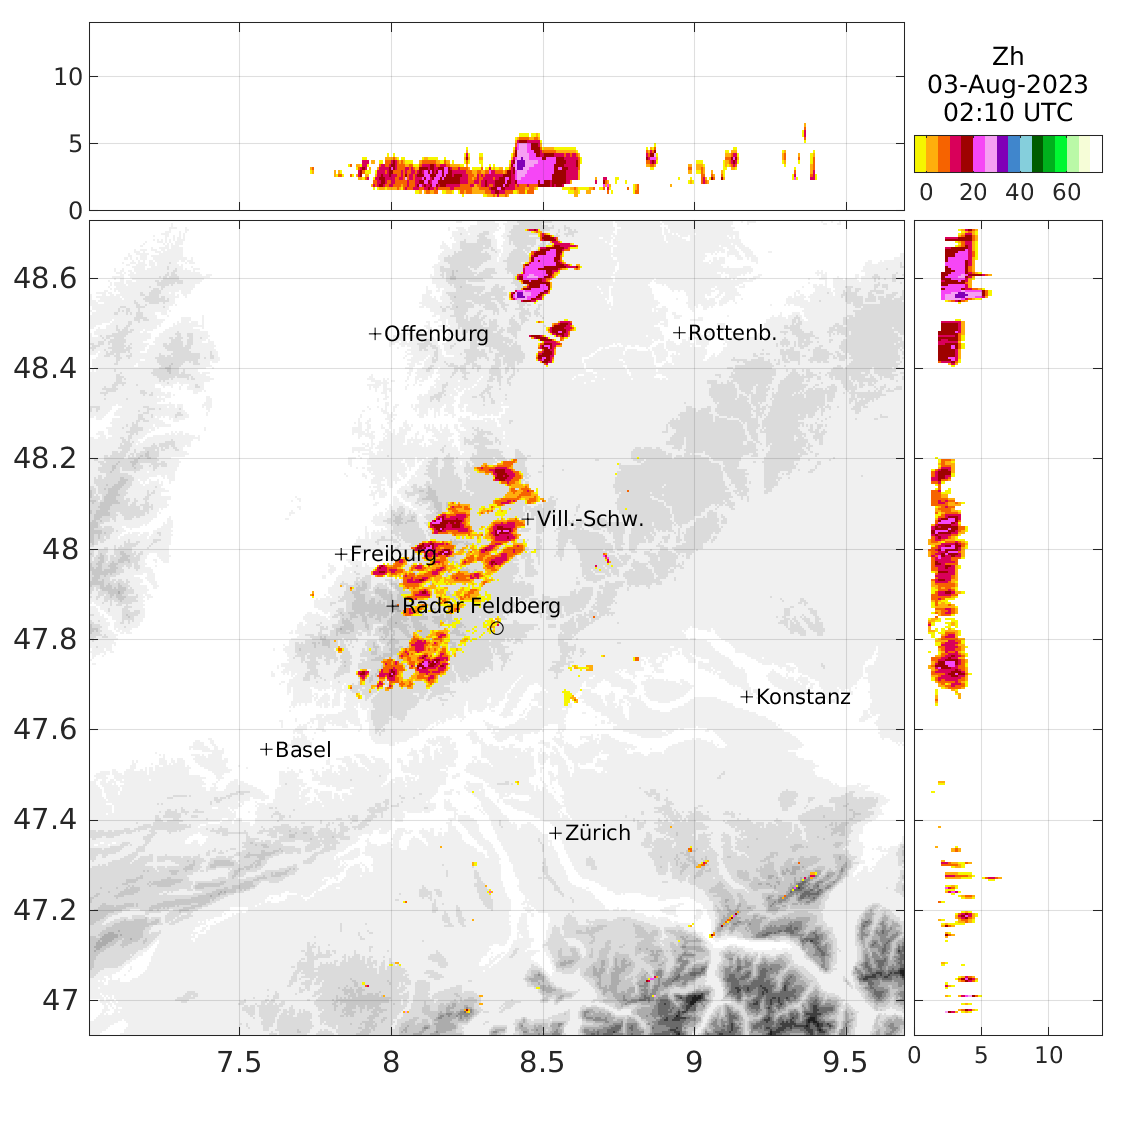 10
5
0
Zh
03-Aug-2023
02:10 UTC
0 20 40 60
48.6
48.4
48.2
48
47.8
47.6
47.4
47.2
47
+Offenburg
+Rottenb.
+Vill.-Schw.
+Freiburg
+Radar Feldberg
+Konstanz
+Basel
+Zürich
7.5 8 8.5 9 9.5
0 5 10